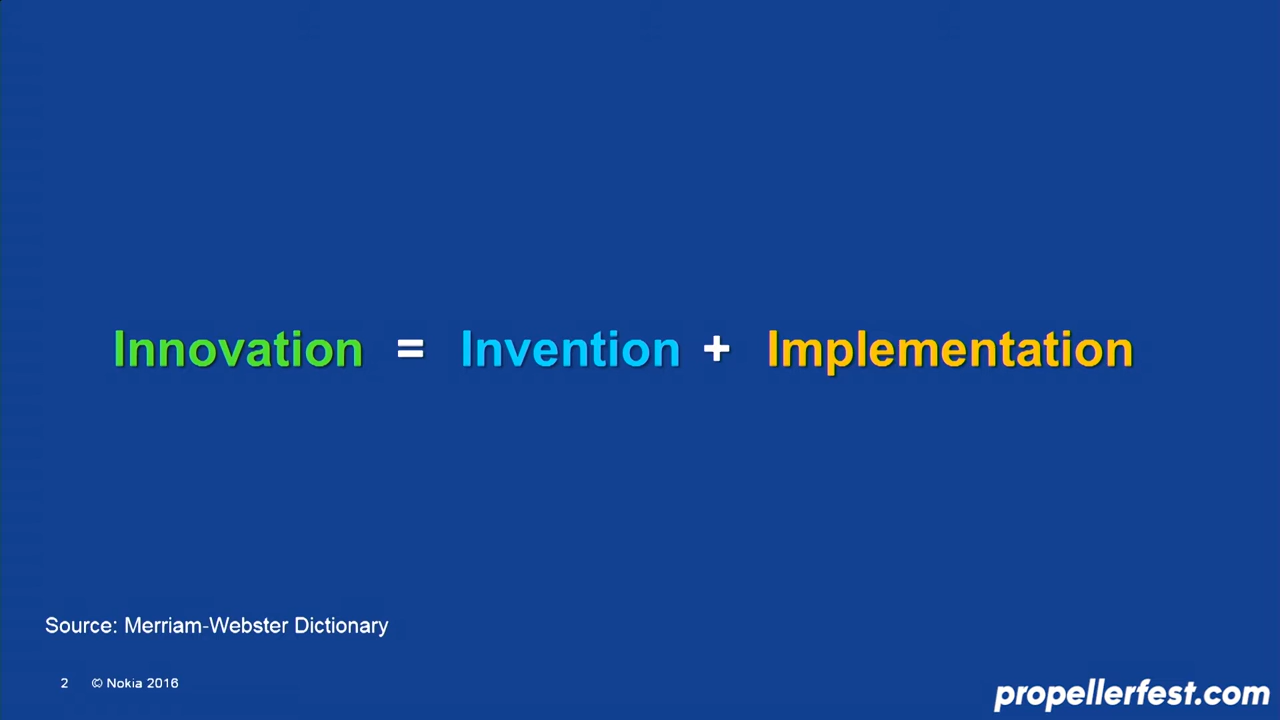 Innovation = Invention + Implementation
Source: Merriam-Webster Dictionary
2 © Nokia 2016
propellerfest.com